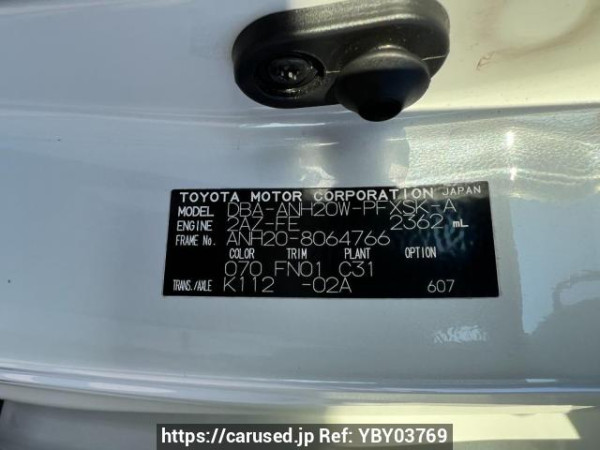 TOYOTA MOTOR CORPORATION JAPAN
MODEL DBA-ANH20W-PFXSK-A
ENGINE 2AZ-FE 2362 mL
FRAME No. ANH20-8064766
COLOR TRIM PLANT OPTION
070 FN01 C31
TRANS./AXLE K112 -02A 607
https://carused.jp Ref: YBY03769